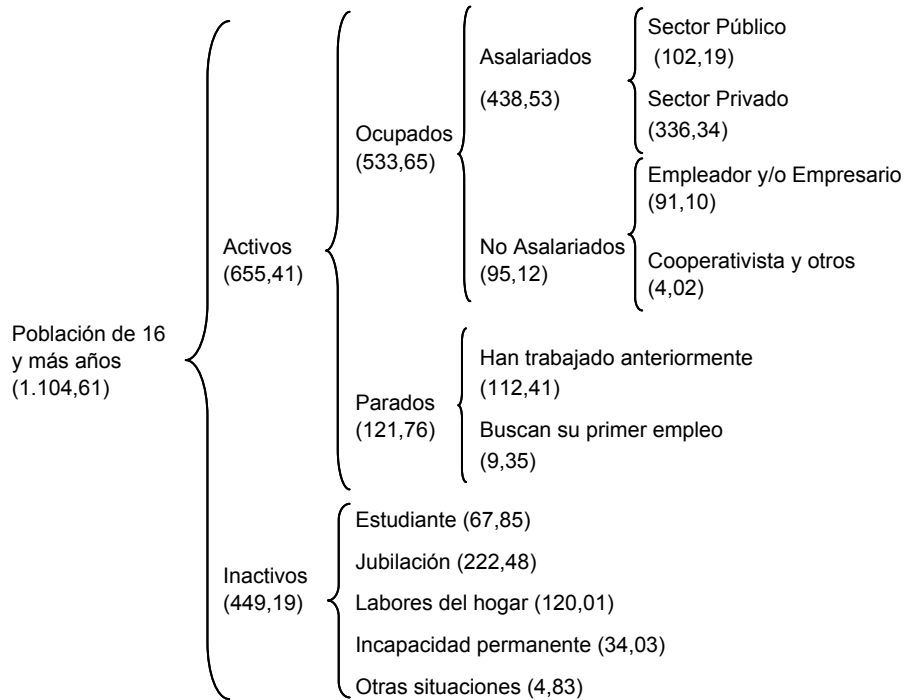 Población de 16
y más años
(1.104,61)
Activos
(655,41)
Ocupados
(533,65)
Asalariados
(438,53)
Sector Público
(102,19)
Sector Privado
(336,34)
No Asalariados
(95,12)
Empleador y/o Empresario
(91,10)
Cooperativista y otros
(4,02)
Parados
(121,76)
Han trabajado anteriormente
(112,41)
Buscan su primer empleo
(9,35)
Inactivos
(449,19)
Estudiante (67,85)
Jubilación (222,48)
Labores del hogar (120,01)
Incapacidad permanente (34,03)
Otras situaciones (4,83)